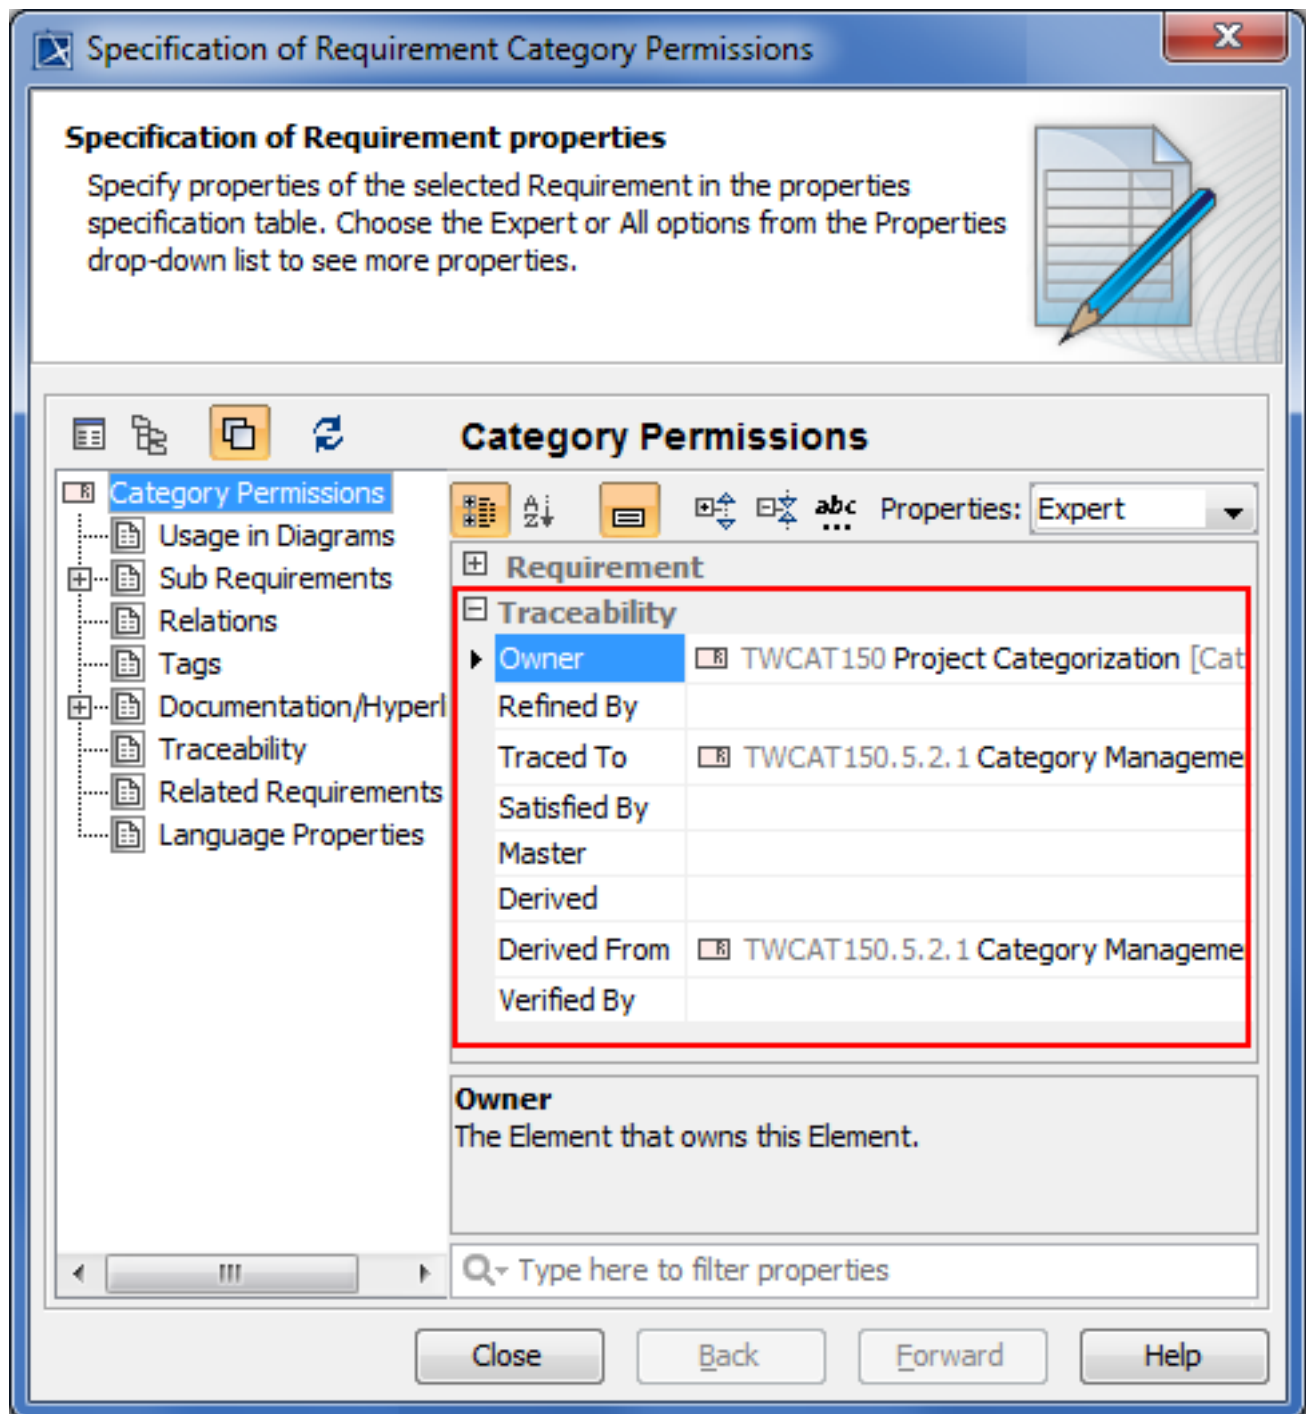 Specification of Requirement Category Permissions
Specification of Requirement properties
Specify properties of the selected Requirement in the properties
specification table. Choose the Expert or All options from the Properties
drop-down list to see more properties.
Category Permissions
Category Permissions
Usage in Diagrams
Sub Requirements
Relations
Tags
Documentation/Hyperl
Traceability
Related Requirements
Language Properties
abc... Properties: Expert
Requirement
Traceability
Owner TWCAT150 Project Categorization [Cat
Refined By
Traced To TWCAT150.5.2.1 Category Manageme
Satisfied By
Master
Derived
Derived From TWCAT150.5.2.1 Category Manageme
Verified By
Owner
The Element that owns this Element.
Type here to filter properties
Close Back Forward Help